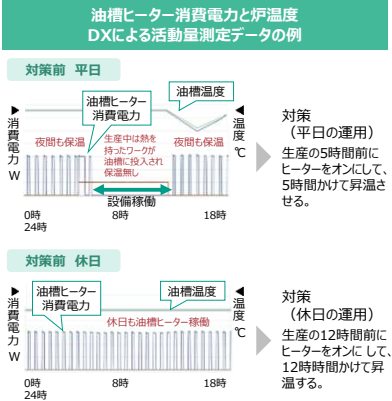 油槽ヒーター消費電力と炉温度
DXによる活動量測定データの例
対策前 平日
油槽ヒーター
消費電力
油槽温度
▶消費電力 W
◀温度 ℃
夜間も保温
生産中は熱を
持ったワークが
油槽に投入され
保温無し
夜間も保温
設備稼働
0時
24時
8時
18時
対策
（平日の運用）
生産の5時間前に
ヒーターをオンにして、
5時間かけて昇温さ
せる。
対策前 休日
油槽ヒーター
消費電力
油槽温度
▶消費電力 W
◀温度 ℃
休日も油槽ヒーター稼働
0時
24時
8時
18時
対策
（休日の運用）
生産の12時間前に
ヒーターをオンに して、
12時時間かけて昇
温する。